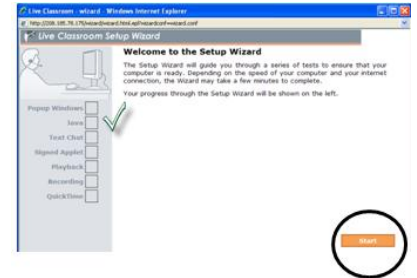 Live Classroom - wizard - Windows Internet Explorer
Live Classroom Setup Wizard
Welcome to the Setup Wizard
The Setup Wizard will guide you through a series of tests to ensure that your
computer is ready. Depending on the speed of your computer and your internet
connection, the Wizard may take a few minutes to complete.
Your progress through the Setup Wizard will be shown on the left.
Popup Windows
Java
Text Chat
Signed Applet
Playback
Recording
QuickTime
Start